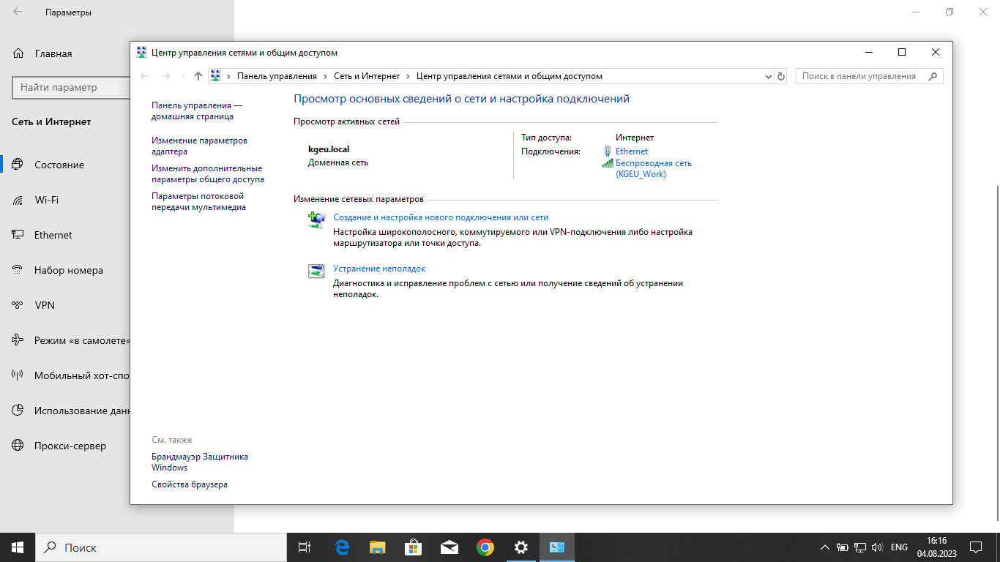 Параметры
Главная
Найти параметр
Сеть и Интернет
Состояние
Wi-Fi
Ethernet
Набор номера
VPN
Режим «в самолете»
Мобильный хот-спо
Использование данн
Прокси-сервер
Центр управления сетями и общим доступом
Панель управления
Сеть и Интернет
Центр управления сетями и общим доступом
Поиск в панели управления
Панель управления —
домашняя страница
Изменение параметров
адаптера
Изменить дополнительные
параметры общего доступа
Параметры потоковой
передачи мультимедиа
См. также
Брандмауэр Защитника
Windows
Свойства браузера
Просмотр основных сведений о сети и настройка подключений
Просмотр активных сетей
kgeu.local
Доменная сеть
Тип доступа: Интернет
Подключения: Ethernet
Беспроводная сеть
(KGEU_Work)
Изменение сетевых параметров
Создание и настройка нового подключения или сети
Настройка широкополосного, коммутируемого или VPN-подключения либо настройка
маршрутизатора или точки доступа.
Устранение неполадок
Диагностика и исправление проблем с сетью или получение сведений об устранении
неполадок.
Поиск
ENG
16:16
04.08.2023